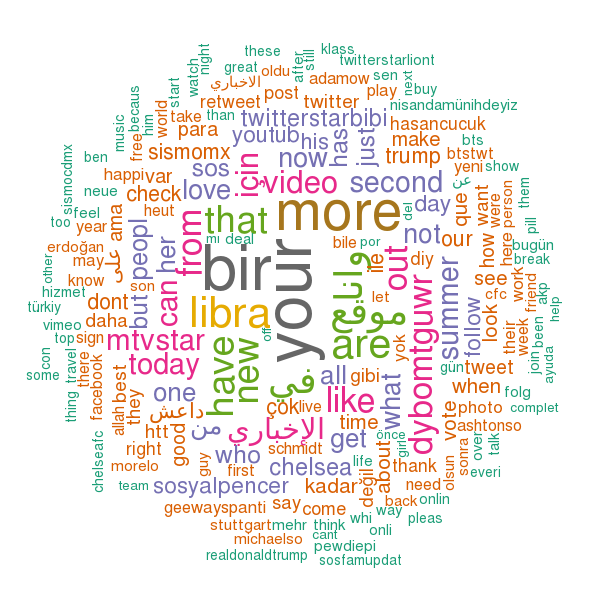 these
klass
still
after
twitterstarliont
great
oldu
adamow
sen
next
buy
watch
night
الاخباري
post
play
nisandamünihdeyiz
start
than
retweet
twitter
hasancucuk
becaus
him
world
take
para
twitterstarbibi
his
has
just
make
btstwt
bts
music
free
sismomx
youtub
now
trump
yeni
show
ben
happi
var
check
sos
love
için
video
second
que
عن
want
were
person
them
neue
sismocdmx
feel
too
year
ama
peopl
her
from
that
more
day
our
how
here
pill
del
erdoğan
على
but
can
bir
your
mi
deal
bile
por
وانا
not
see
bugün
may
know
out
lie
diy
look
cfc
work
break
other
son
heut
hizmet
dont
libra
في
موقع
let
summer
follow
their
week
friend
akp
help
türkiy
daha
mtvstar
have
new
are
dybomtguwr
been
vimeo
top
sign
today
off
yok
gün
tweet
join
ayuda
con
some
there
facebook
best
one
all
gibi
like
what
when
folg
thing
travel
they
داعش
من
çok
live
time
get
vote
photo
complet
allah
htt
good
الإخباري
önce
girl
about
ashtonso
chelseafc
right
guy
who
schmidt
life
değil
thank
over
sonra
talk
morelo
first
chelsea
kadar
need
olsun
everi
team
sosyalpencer
say
come
back
onlin
geewayspanti
whi
way
pleas
stuttgart
mehr
think
onli
michaelso
cant
pewdiepi
realdonaldtrump
sosfamupdat